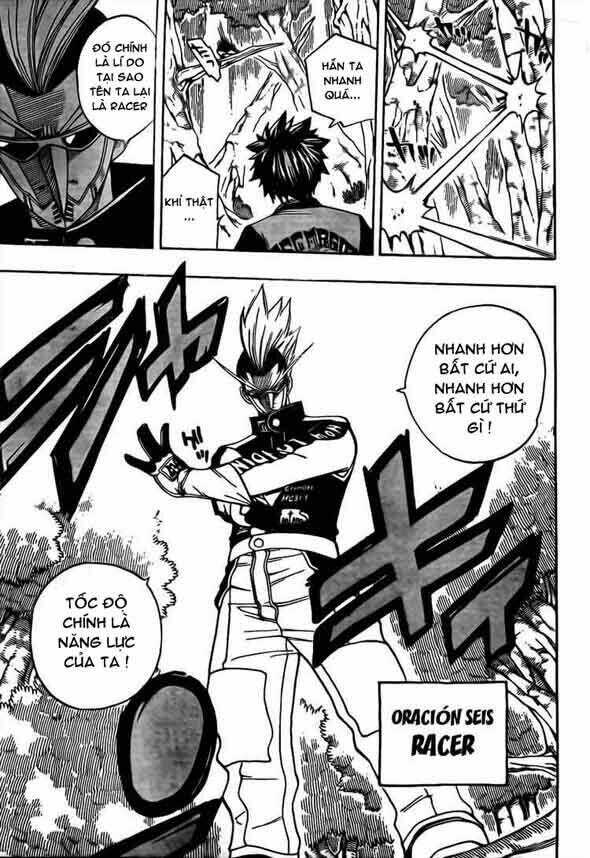 HẮN TA
NHANH
QUÁ...
KHỈ THẬT
...
ĐÓ CHÍNH
LÀ LÍ DO
TẠI SAO
TÊN TA LẠI
LÀ RACER
NHANH HƠN
BẤT CỨ AI,
NHANH HƠN
BẤT CỨ THỨ
GÌ !
TỐC ĐỘ
CHÍNH LÀ
NĂNG LỰC
CỦA TA !
ORACIÓN SEIS
RACER